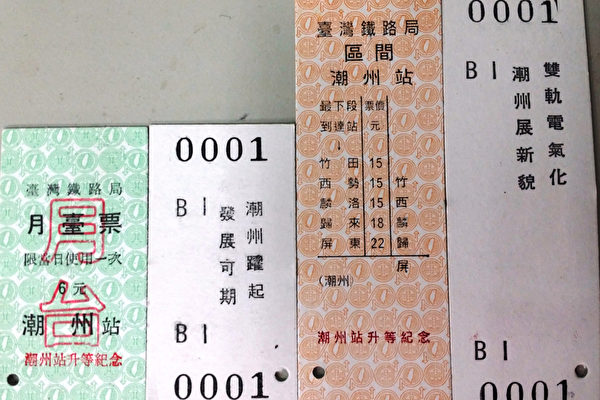 臺灣鐵路局
月臺票
限當日使用一次
6元
潮州站
潮州站升等紀念
月台
0001
BI
潮州躍起
發展可期
BI
0001
臺灣鐵路局
區間
潮州站
最下段 票價
到達站 元
竹田 15
西勢 15
麟洛 15
歸來 18
屏東 22
竹
西
麟
歸
屏
(潮州)
潮州站升等紀念
0001
BI
雙軌電氣化
潮州展新貌
BI
0001